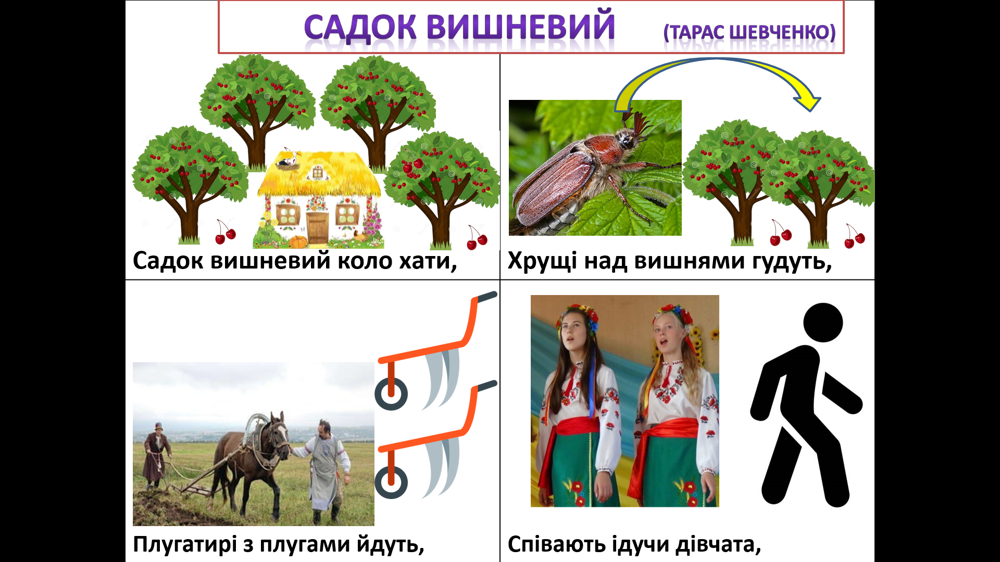 САДОК ВИШНЕВИЙ (ТАРАС ШЕВЧЕНКО)
Садок вишневий коло хати,
Хрущі над вишнями гудуть,
Плугатирі з плугами йдуть,
Співають ідучи дівчата,